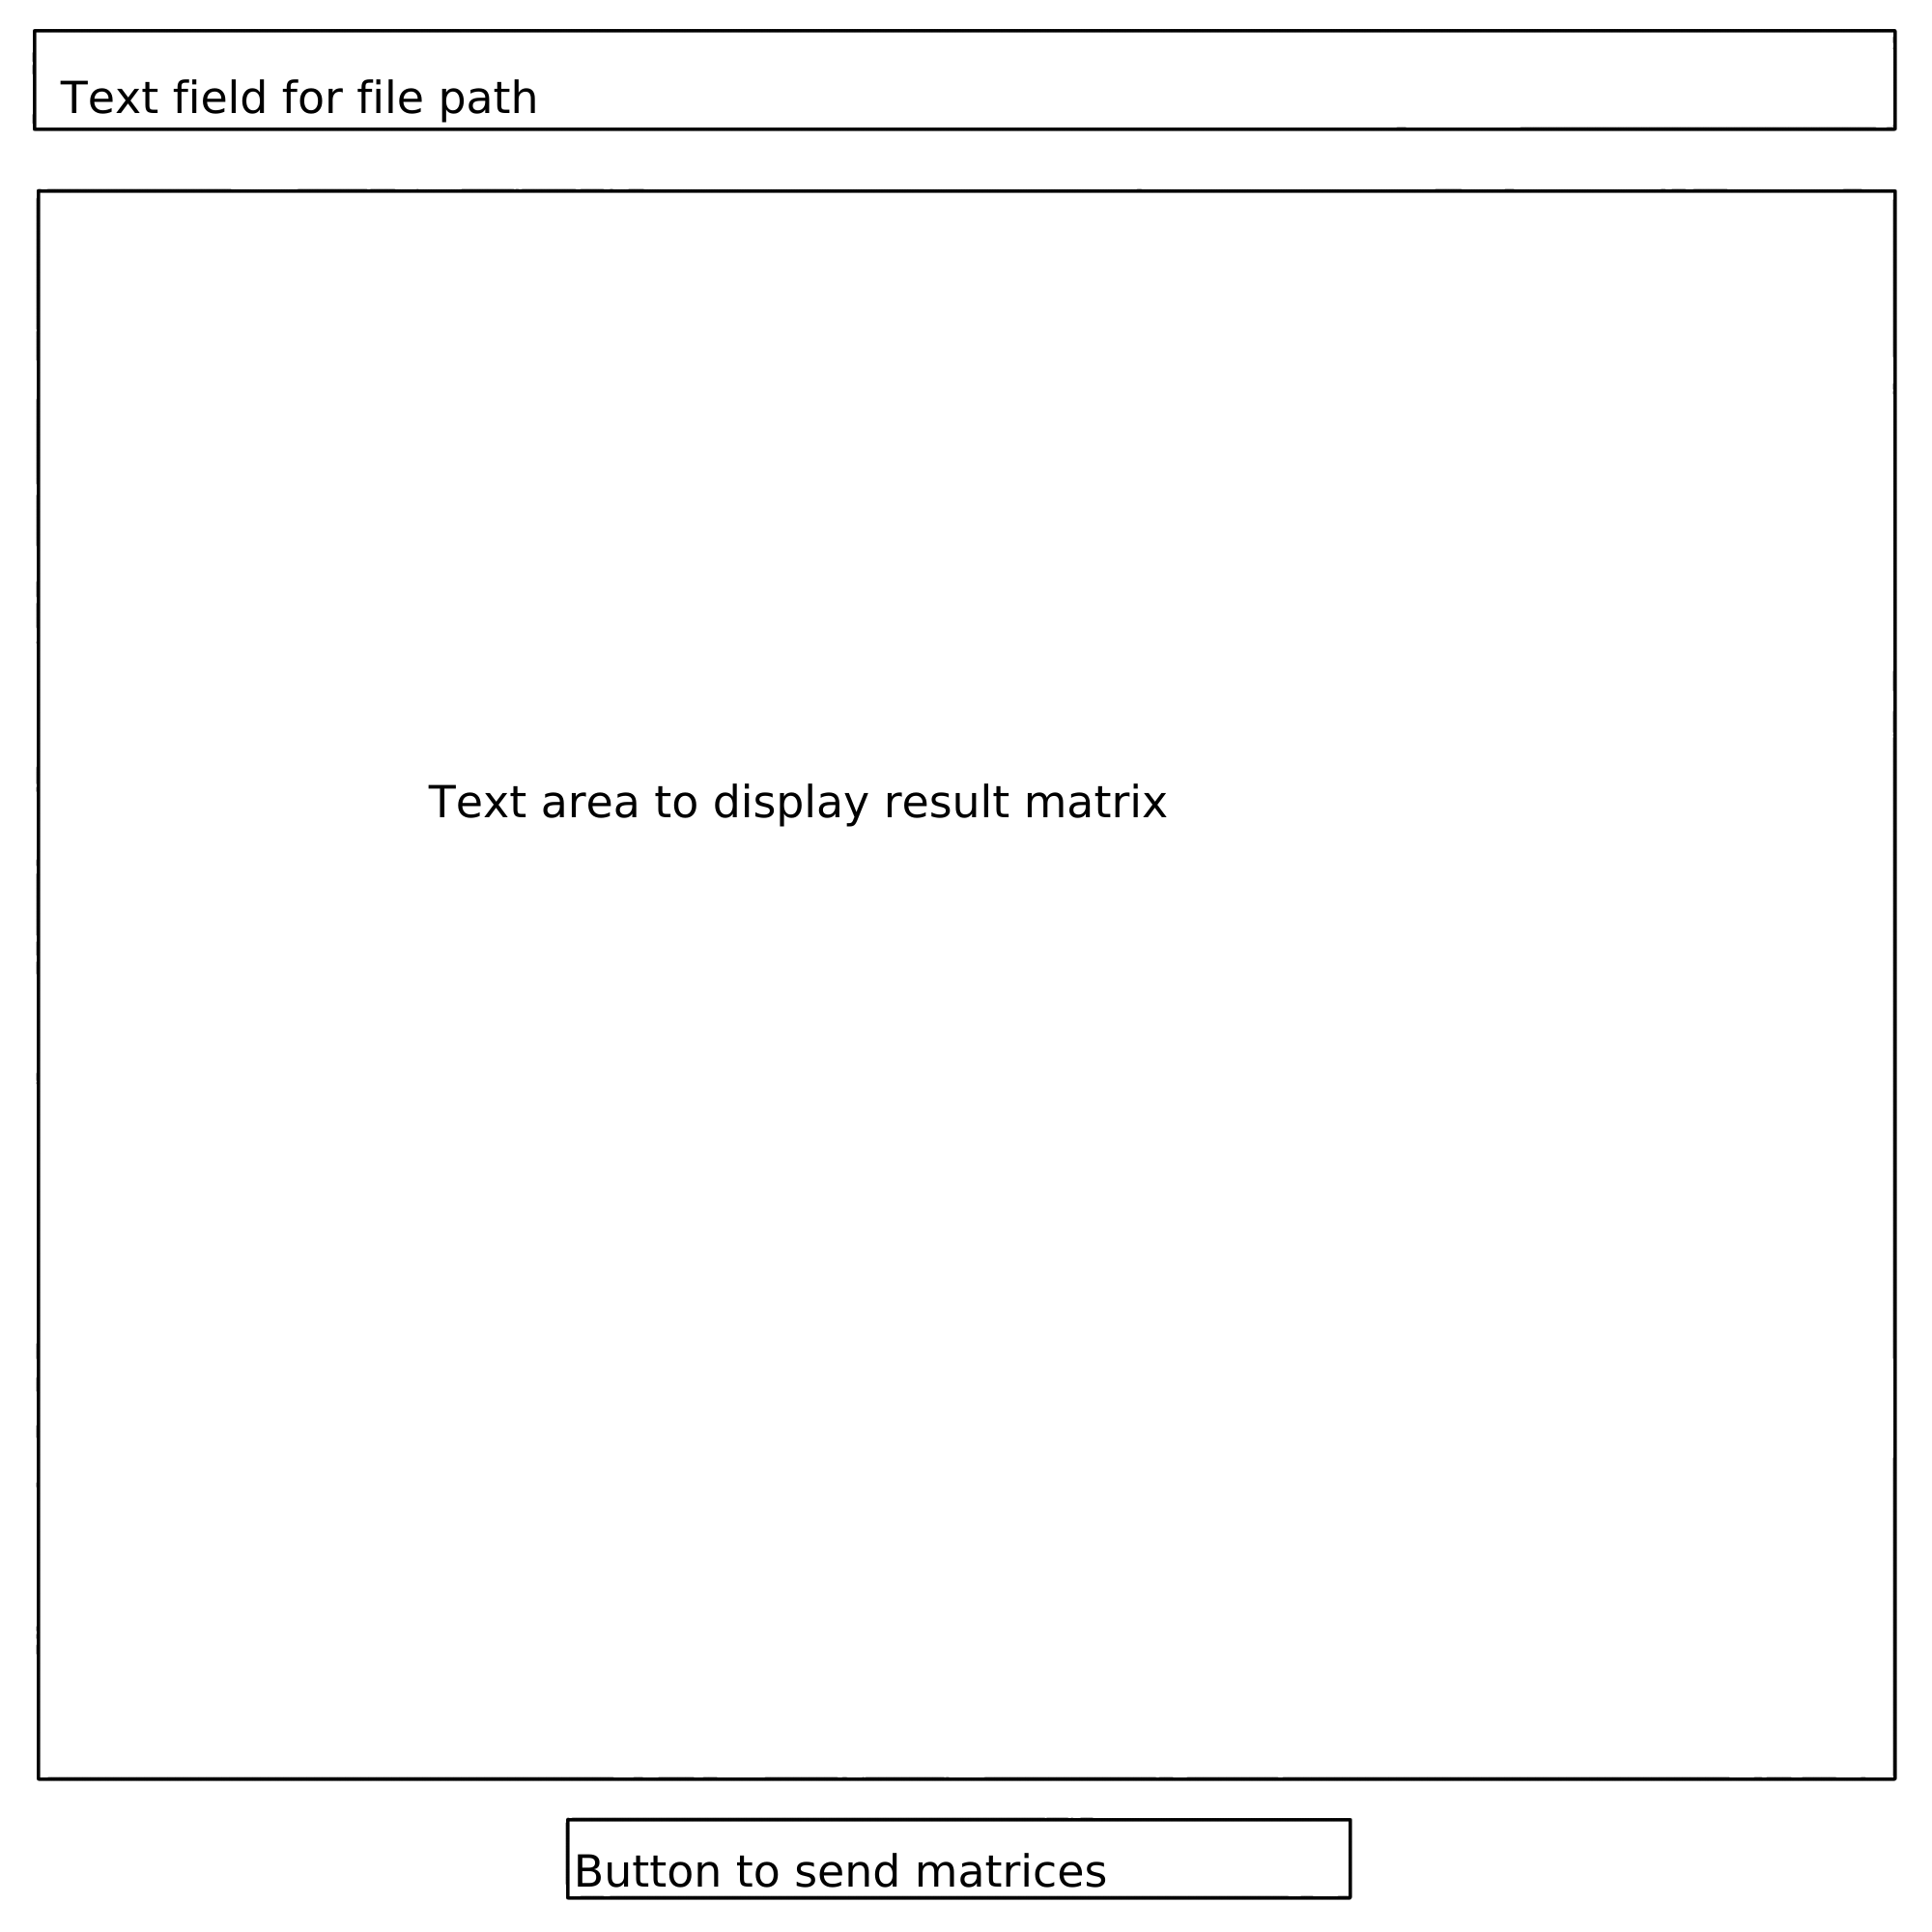 Text field for file path
Text area to display result matrix
Button to send matrices